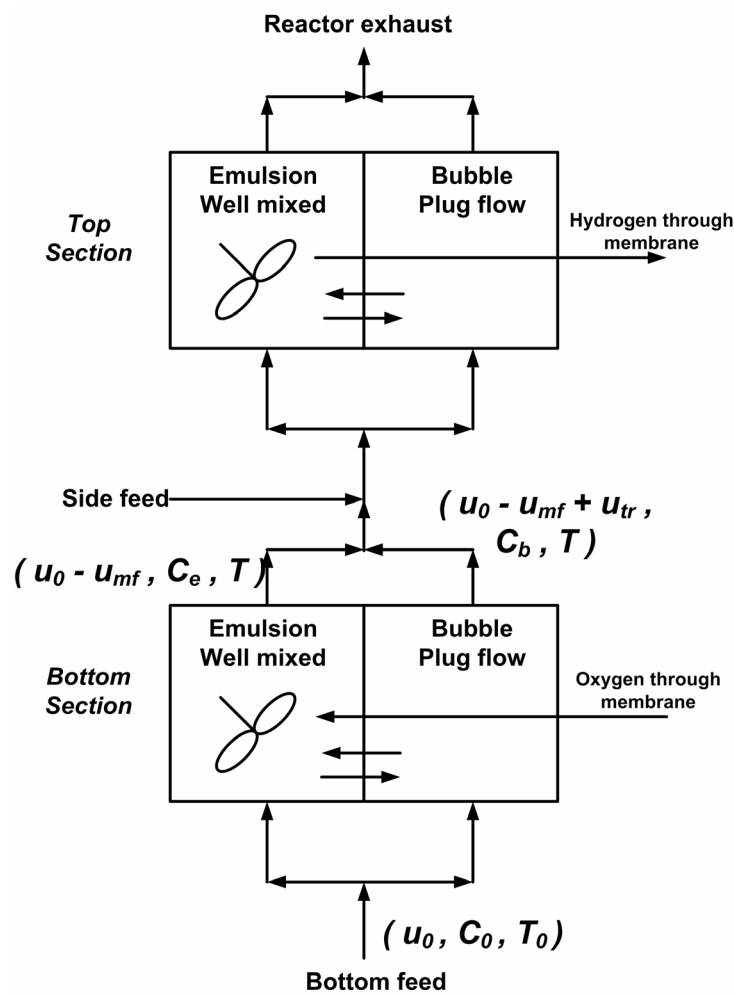 Reactor exhaust
Emulsion
Well mixed
Bubble
Plug flow
Top
Section
Hydrogen through
membrane
Side feed
( u0 - umf + utr ,
Cb , T )
( u0 - umf , Ce , T )
Emulsion
Well mixed
Bubble
Plug flow
Bottom
Section
Oxygen through
membrane
( u0 , C0 , T0 )
Bottom feed